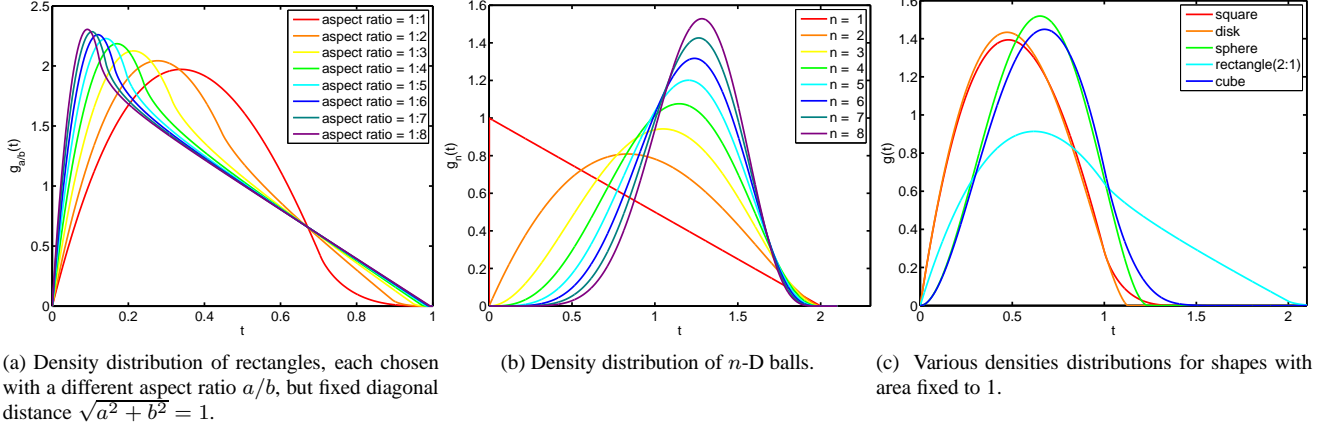 2.5
2
1.5
1
0.5
0
0 0.2 0.4 0.6 0.8 1
t
g_{a/b}(t)
aspect ratio = 1:1
aspect ratio = 1:2
aspect ratio = 1:3
aspect ratio = 1:4
aspect ratio = 1:5
aspect ratio = 1:6
aspect ratio = 1:7
aspect ratio = 1:8
(a) Density distribution of rectangles, each chosen
with a different aspect ratio a/b, but fixed diagonal
distance √(a² + b²) = 1.
1.6
1.4
1.2
1
0.8
0.6
0.4
0.2
0
0 0.5 1 1.5 2
t
g_n(t)
n = 1
n = 2
n = 3
n = 4
n = 5
n = 6
n = 7
n = 8
(b) Density distribution of n-D balls.
1.6
1.4
1.2
1
0.8
0.6
0.4
0.2
0
0 0.5 1 1.5 2
t
g(t)
square
disk
sphere
rectangle(2:1)
cube
(c) Various densities distributions for shapes with
area fixed to 1.